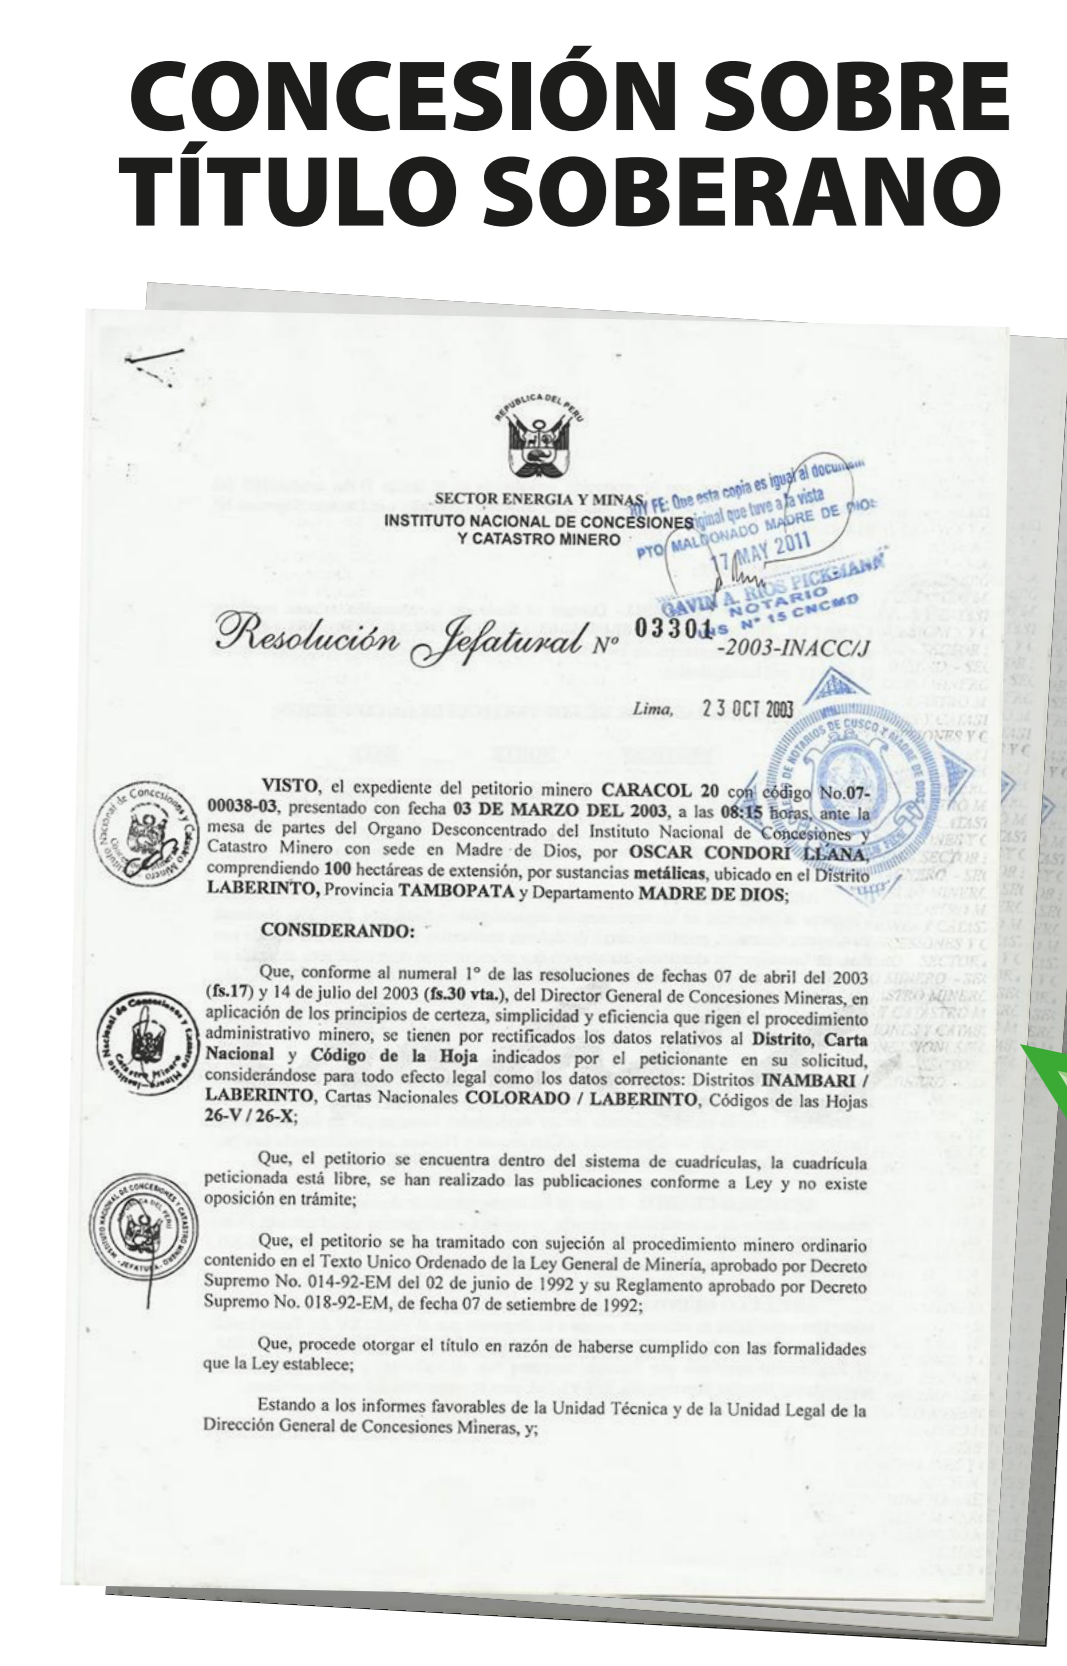 CONCESIÓN SOBRE
TÍTULO SOBERANO
REPUBLICA DEL PERU
SECTOR ENERGIA Y MINAS
INSTITUTO NACIONAL DE CONCESIONES
Y CATASTRO MINERO
DOY FE: Que esta copia es igual al
original que tuve a la vista
PTO MALDONADO MADRE DE DIOS
17 MAY 2011
GAVIN A. RIOS PICKMANN
NOTARIO
INS Nº 15 CNCMD
Resolución Jefatural Nº 03301
-2003-INACC/J
Lima, 23 OCT 2003
VISTO, el expediente del petitorio minero CARACOL 20 con código No.07-
00038-03, presentado con fecha 03 DE MARZO DEL 2003, a las 08:15 horas, ante la
mesa de partes del Organo Desconcentrado del Instituto Nacional de Concesiones y
Catastro Minero con sede en Madre de Dios, por OSCAR CONDORI LLANA,
comprendiendo 100 hectáreas de extensión, por sustancias metálicas, ubicado en el Distrito
LABERINTO, Provincia TAMBOPATA y Departamento MADRE DE DIOS;
CONSIDERANDO:
Que, conforme al numeral 1° de las resoluciones de fechas 07 de abril del 2003
(fs.17) y 14 de julio del 2003 (fs.30 vta.), del Director General de Concesiones Mineras, en
aplicación de los principios de certeza, simplicidad y eficiencia que rigen el procedimiento
administrativo minero, se tienen por rectificados los datos relativos al Distrito, Carta
Nacional y Código de la Hoja indicados por el peticionante en su solicitud,
considerándose para todo efecto legal como los datos correctos: Distritos INAMBARI /
LABERINTO, Cartas Nacionales COLORADO / LABERINTO, Códigos de las Hojas
26-V / 26-X;
Que, el petitorio se encuentra dentro del sistema de cuadrículas, la cuadrícula
peticionada está libre, se han realizado las publicaciones conforme a Ley y no existe
oposición en trámite;
Que, el petitorio se ha tramitado con sujeción al procedimiento minero ordinario
contenido en el Texto Unico Ordenado de la Ley General de Minería, aprobado por Decreto
Supremo No. 014-92-EM del 02 de junio de 1992 y su Reglamento aprobado por Decreto
Supremo No. 018-92-EM, de fecha 07 de setiembre de 1992;
Que, procede otorgar el título en razón de haberse cumplido con las formalidades
que la Ley establece;
Estando a los informes favorables de la Unidad Técnica y de la Unidad Legal de la
Dirección General de Concesiones Mineras, y;